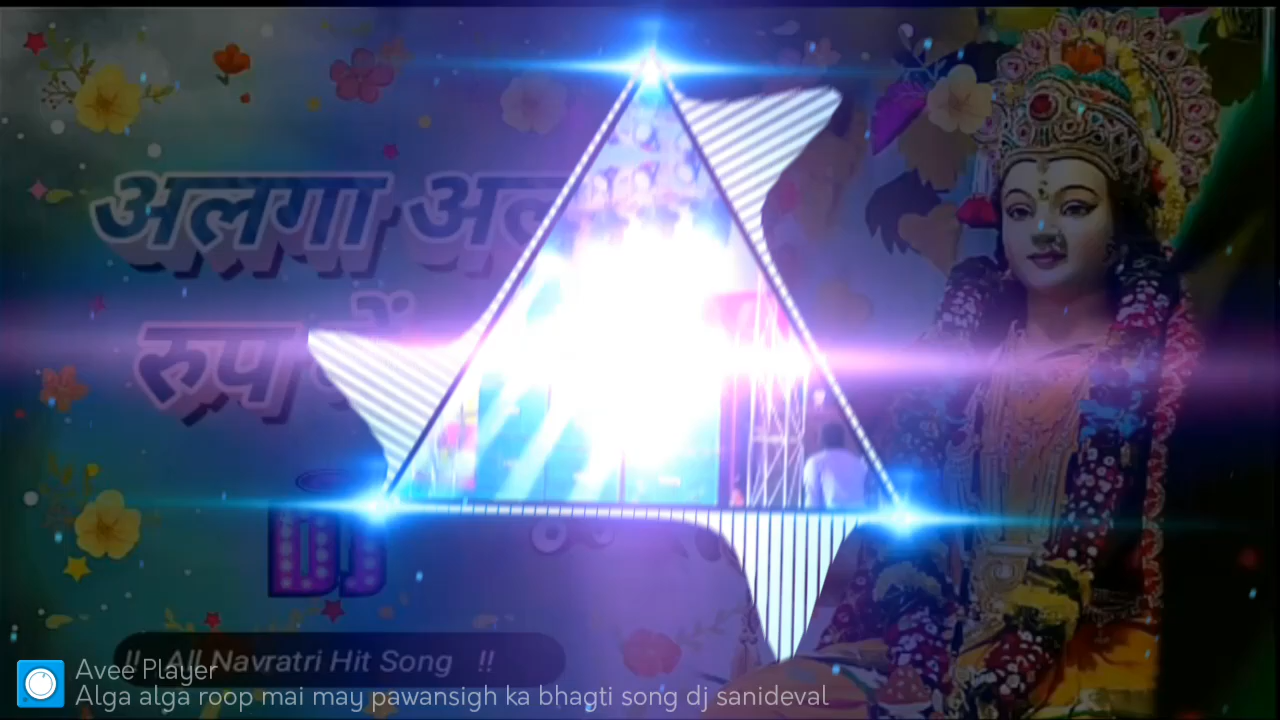 अलगा अल
रुप में
DJ
!! All Navratri Hit Song !!
Avee Player
Alga alga roop mai may pawansigh ka bhagti song dj sanideval